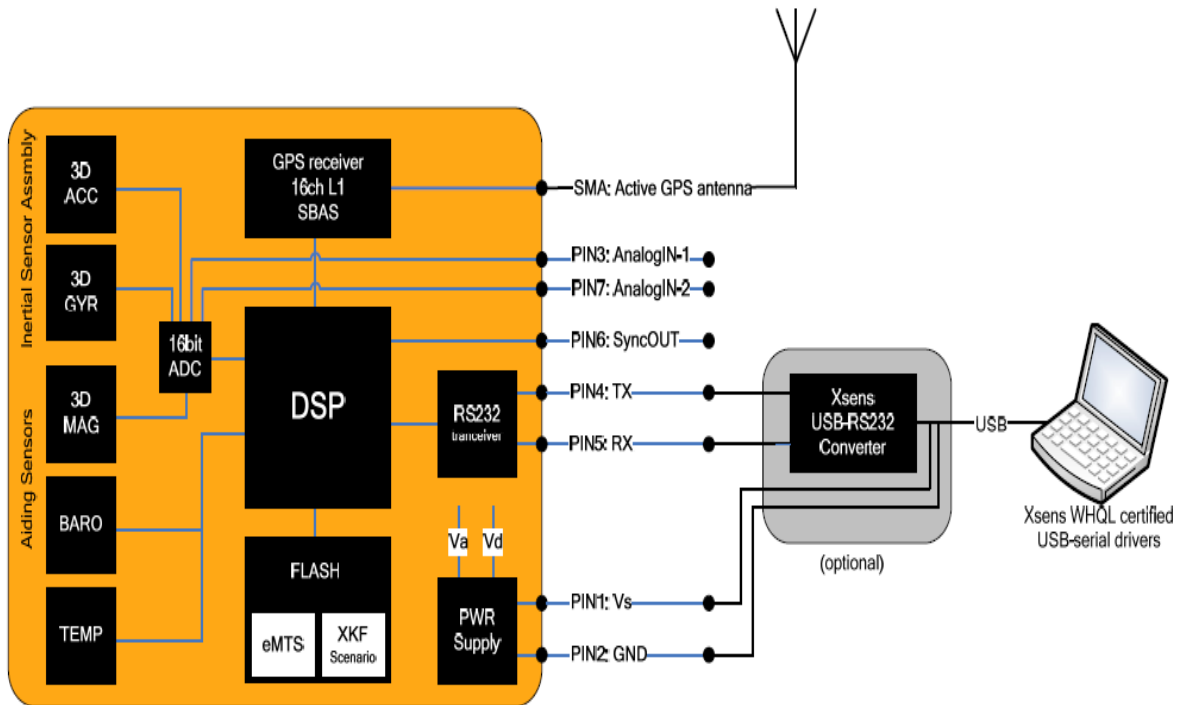 Inertial Sensor Assmbly
Aiding Sensors
3D
ACC
3D
GYR
3D
MAG
BARO
TEMP
16bit
ADC
GPS receiver
16ch L1
SBAS
DSP
FLASH
eMTS
XKF
Scenario
RS232
tranceiver
Va
Vd
PWR
Supply
SMA: Active GPS antenna
PIN3: AnalogIN-1
PIN7: AnalogIN-2
PIN6: SyncOUT
PIN4: TX
PIN5: RX
PIN1: Vs
PIN2: GND
Xsens
USB-RS232
Converter
(optional)
USB
Xsens WHQL certified
USB-serial drivers